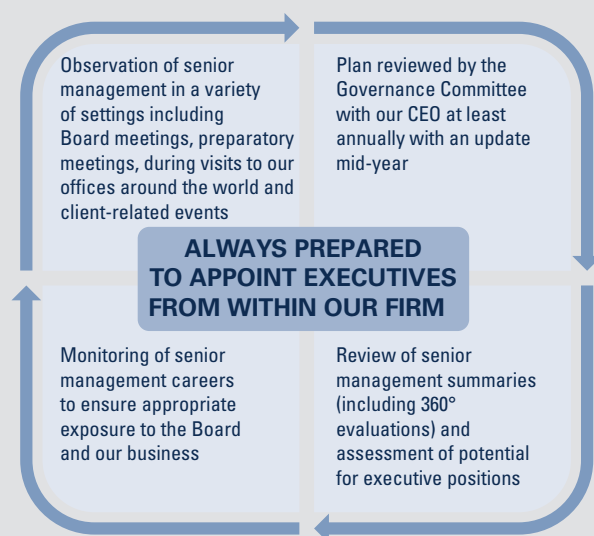 Observation of senior
management in a variety
of settings including
Board meetings, preparatory
meetings, during visits to our
offices around the world and
client-related events
Plan reviewed by the
Governance Committee
with our CEO at least
annually with an update
mid-year
ALWAYS PREPARED
TO APPOINT EXECUTIVES
FROM WITHIN OUR FIRM
Monitoring of senior
management careers
to ensure appropriate
exposure to the Board
and our business
Review of senior
management summaries
(including 360°
evaluations) and
assessment of potential
for executive positions